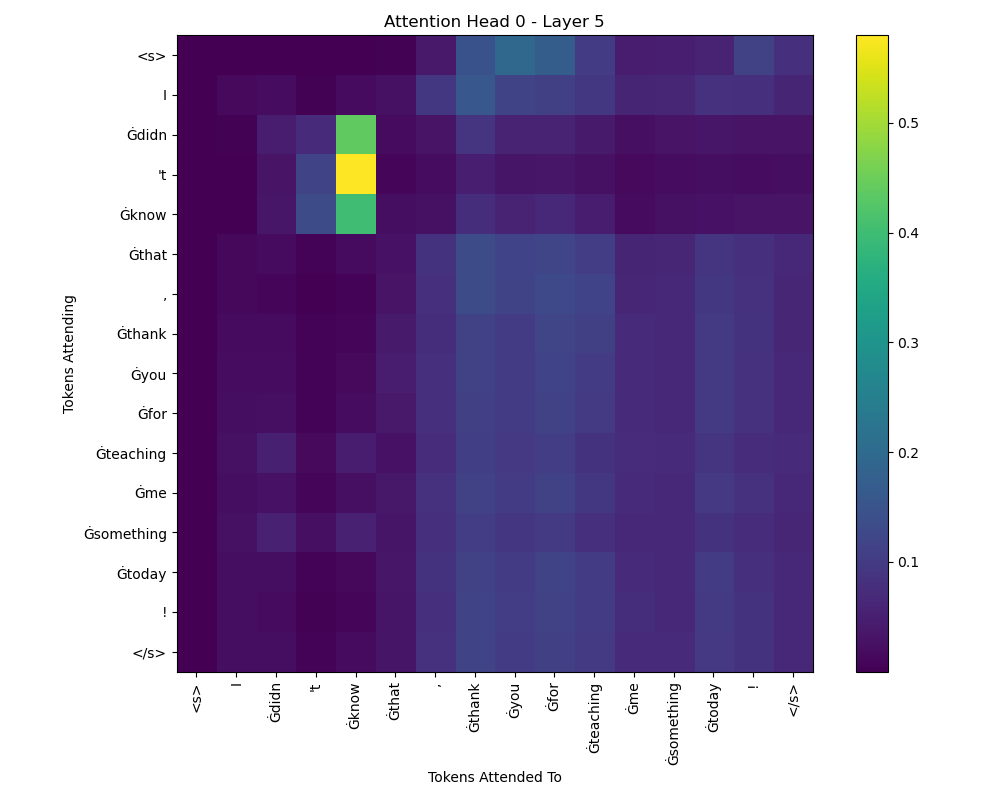 Attention Head 0 - Layer 5
<s>
I
Ġdidn
't
Ġknow
Ġthat
,
Ġthank
Ġyou
Ġfor
Ġteaching
Ġme
Ġsomething
Ġtoday
!
</s>
Tokens Attending
<s>
I
Ġdidn
't
Ġknow
Ġthat
,
Ġthank
Ġyou
Ġfor
Ġteaching
Ġme
Ġsomething
Ġtoday
!
</s>
Tokens Attended To
0.5
0.4
0.3
0.2
0.1